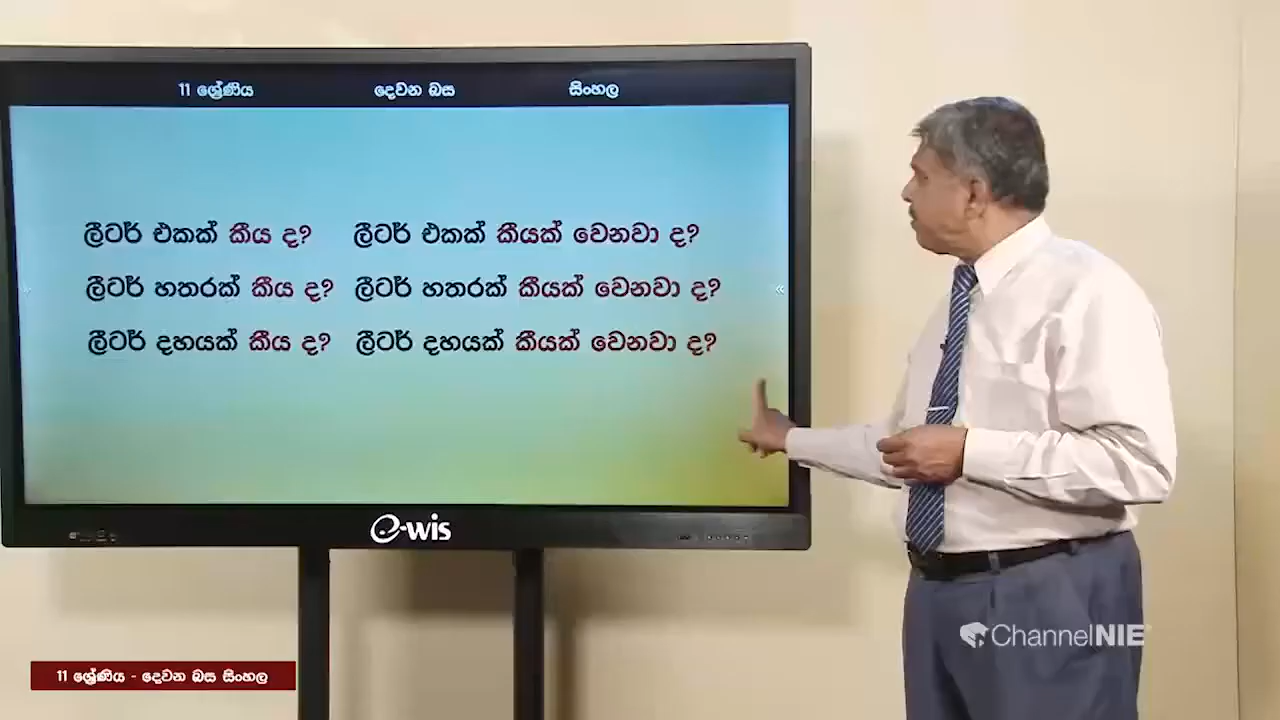 11 ශ්‍රේණිය දෙවන බස සිංහල
ලීටර් එකක් කීය ද? ලීටර් එකක් කීයක් වෙනවා ද?
ලීටර් හතරක් කීය ද? ලීටර් හතරක් කීයක් වෙනවා ද?
ලීටර් දහයක් කීය ද? ලීටර් දහයක් කීයක් වෙනවා ද?
e-wis
ChannelNIE
11 ශ්‍රේණිය - දෙවන බස සිංහල